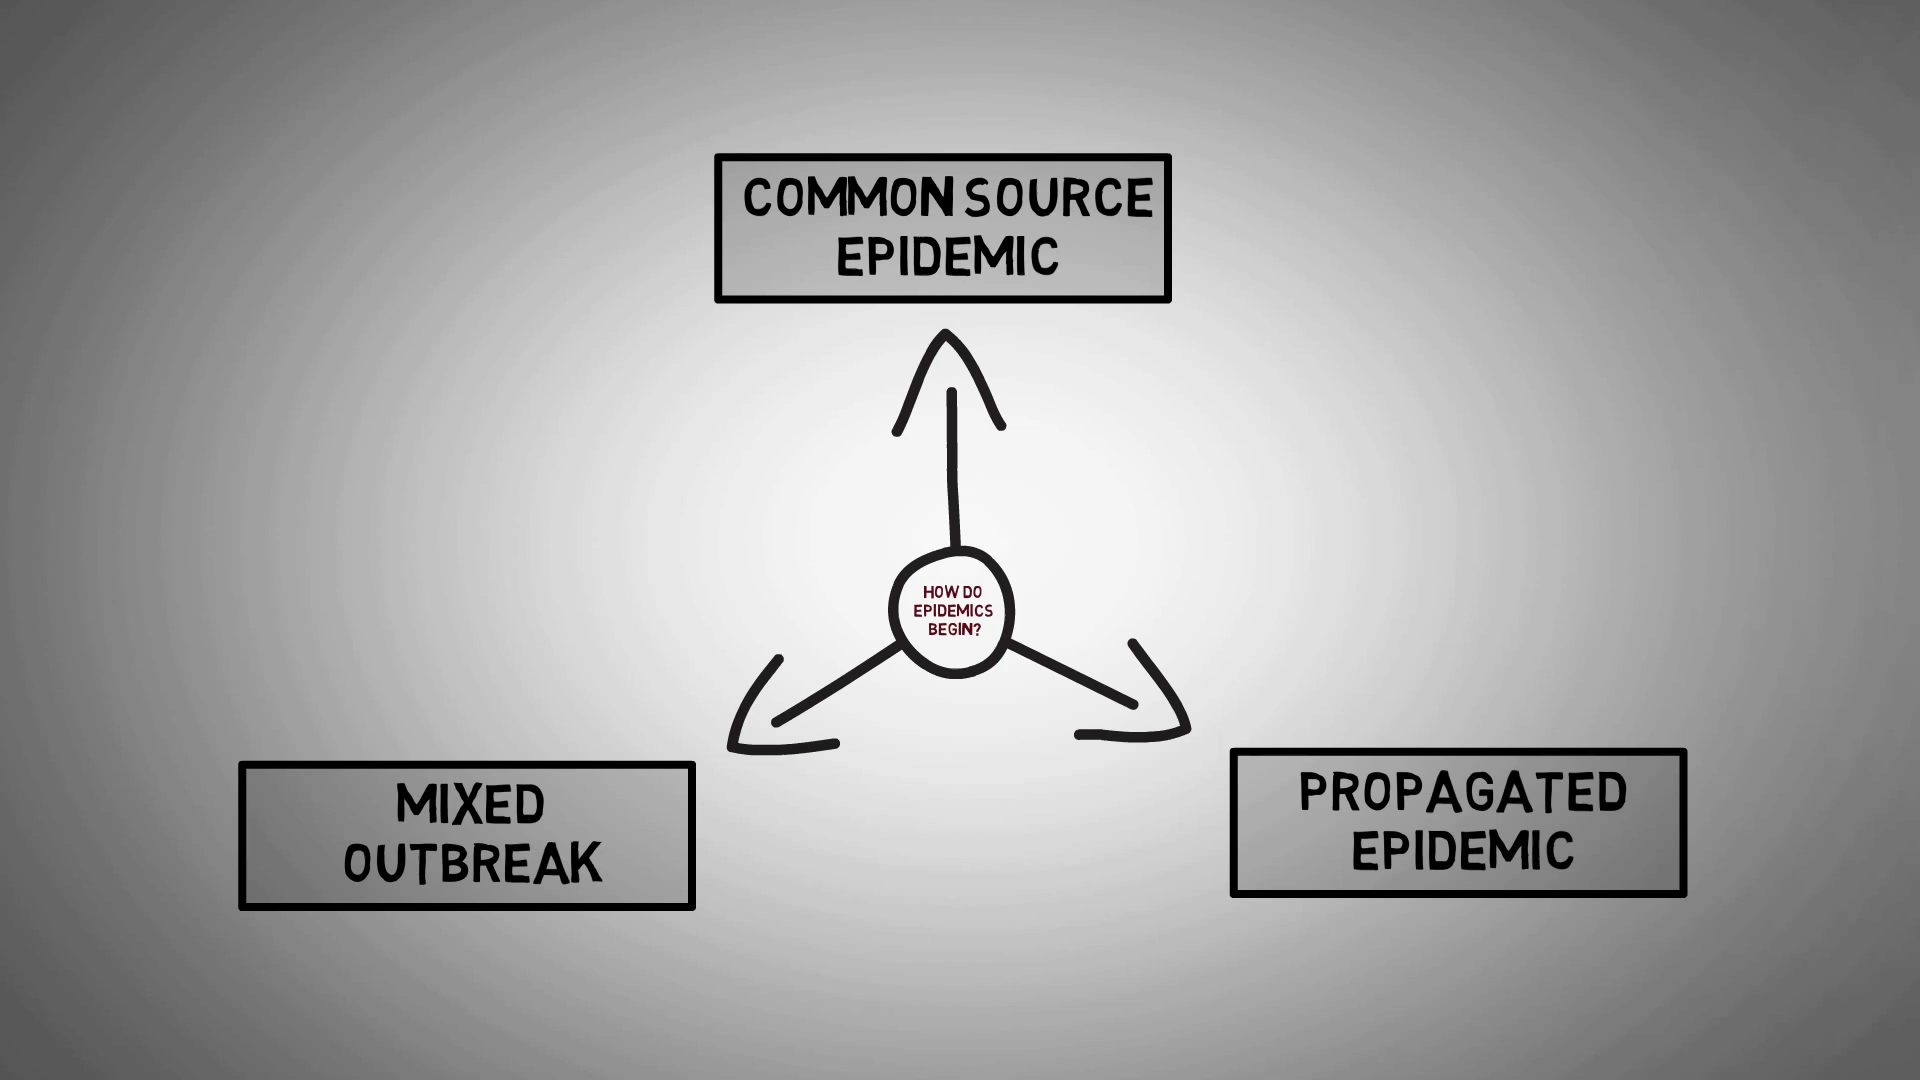 COMMON SOURCE
EPIDEMIC
HOW DO
EPIDEMICS
BEGIN?
MIXED
OUTBREAK
PROPAGATED
EPIDEMIC